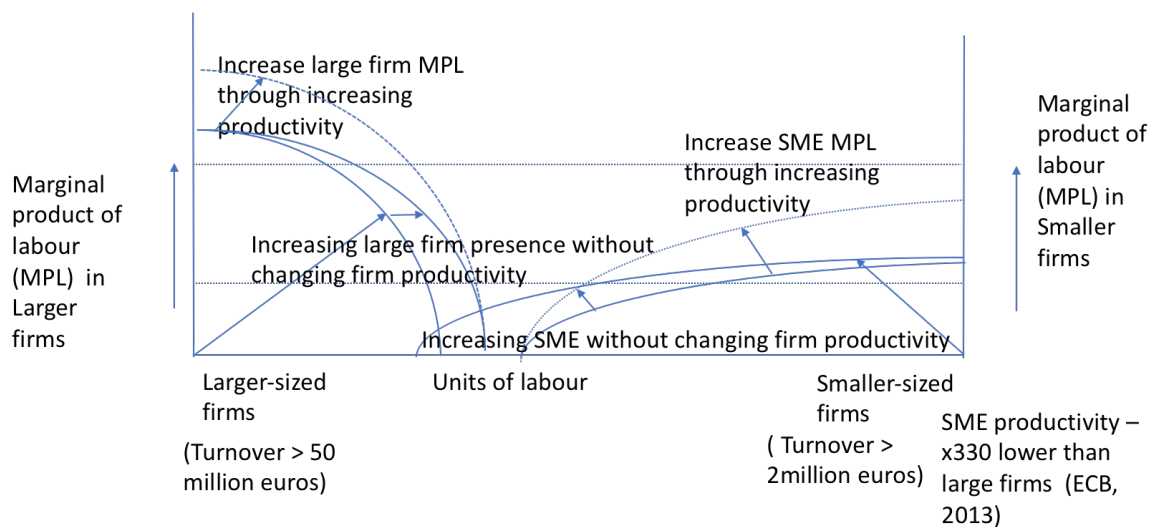 Increase large firm MPL
through increasing
productivity
Marginal
product of
labour
(MPL) in
Larger
firms
Increase SME MPL
through increasing
productivity
Marginal
product of
labour
(MPL) in
Smaller
firms
Increasing large firm presence without
changing firm productivity
Increasing SME without changing firm productivity
Larger-sized
firms
(Turnover > 50
million euros)
Units of labour
Smaller-sized
firms
( Turnover >
2million euros)
SME productivity –
x330 lower than
large firms (ECB,
2013)